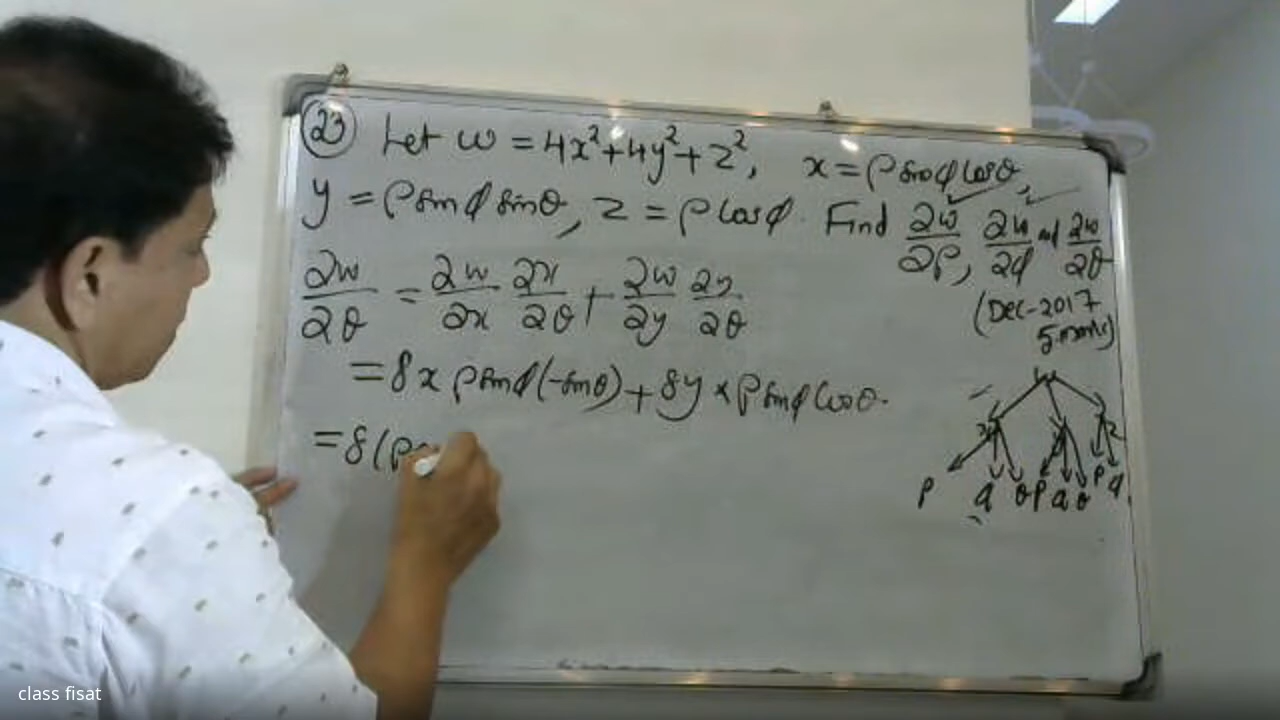 23 Let w = 4x² + 4y² + z², x = ρ sinφ cosθ,
y = ρ sinφ sinθ, z = ρ cosφ. Find ∂w/∂ρ, ∂w/∂φ and ∂w/∂θ
(Dec-2017
5 marks)
∂w/∂θ = ∂w/∂x ∂x/∂θ + ∂w/∂y ∂y/∂θ
= 8x ρ sinφ (-sinθ) + 8y × ρ sinφ cosθ.
= 8(ρ
w
x y z
ρ φ θ ρ φ θ ρ φ
class fisat